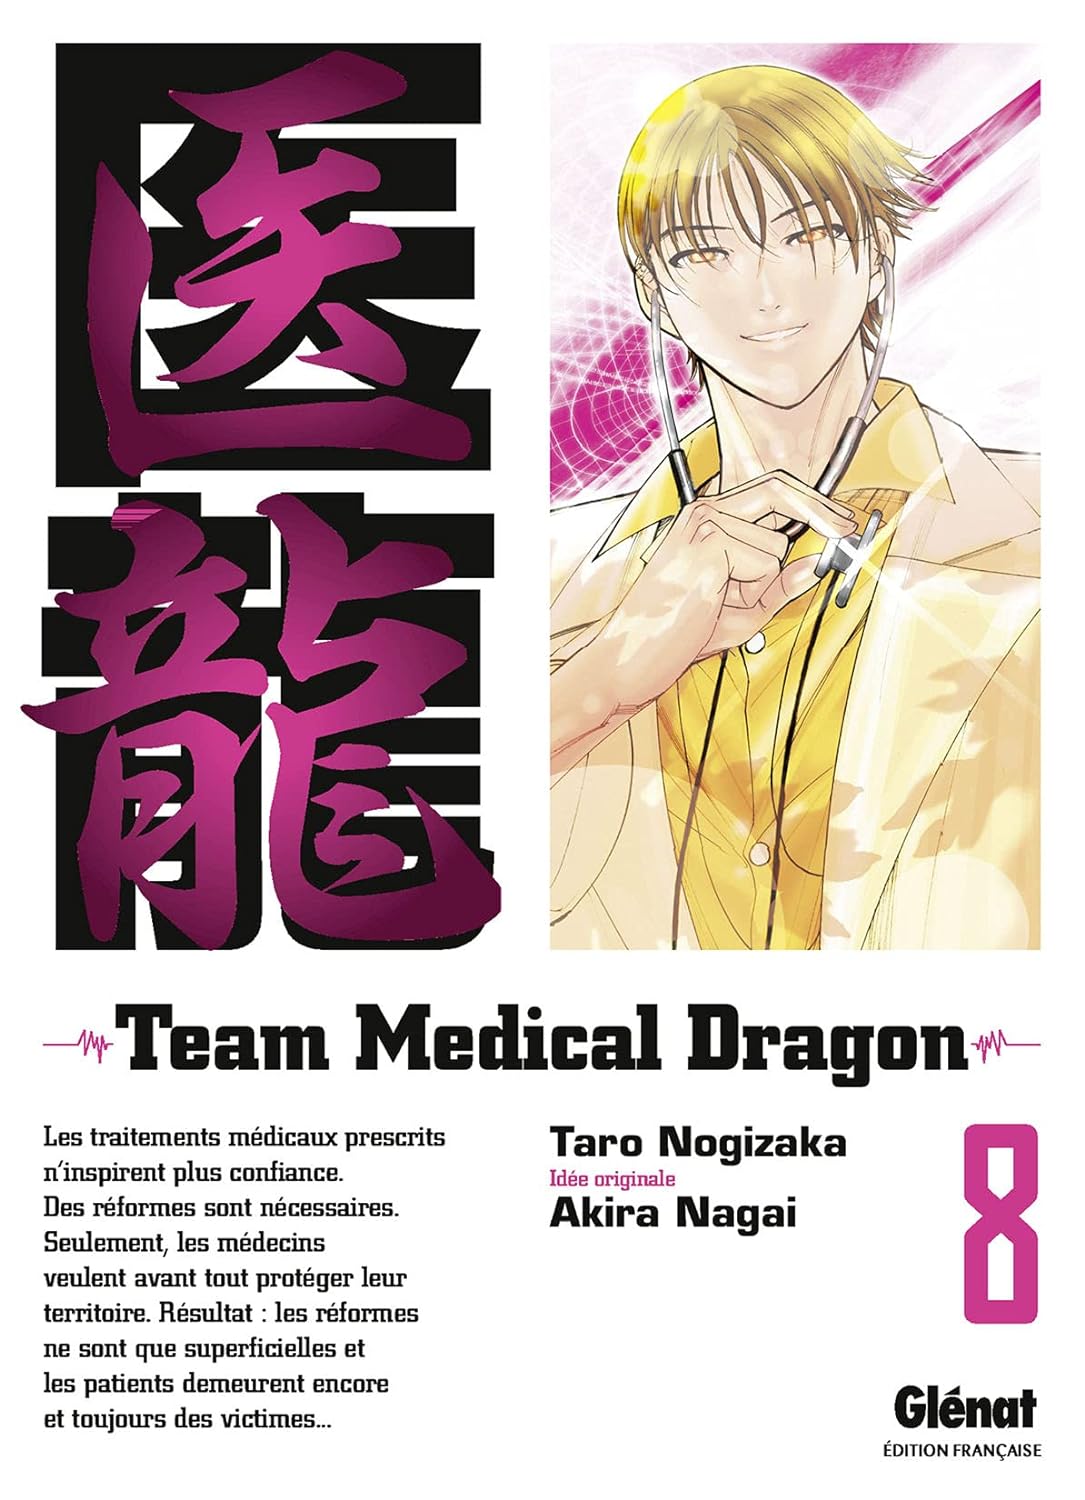 医龍
Team Medical Dragon
Les traitements médicaux prescrits
n'inspirent plus confiance.
Des réformes sont nécessaires.
Seulement, les médecins
veulent avant tout protéger leur
territoire. Résultat : les réformes
ne sont que superficielles et
les patients demeurent encore
et toujours des victimes...
Taro Nogizaka
Idée originale
Akira Nagai
8
Glénat
ÉDITION FRANÇAISE